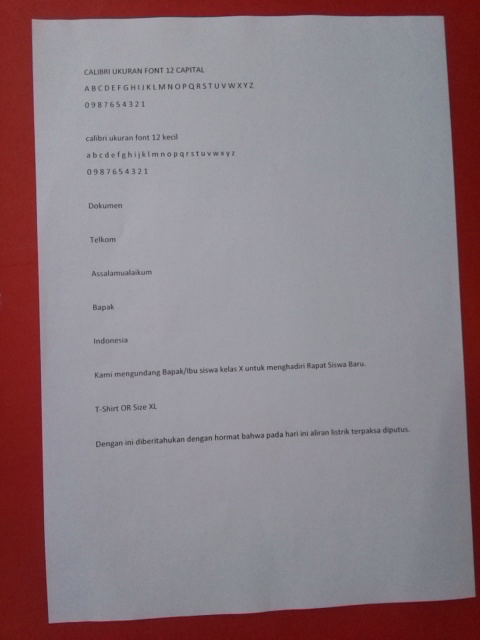 CALIBRI UKURAN FONT 12 CAPITAL
A B C D E F G H I J K L M N O P Q R S T U V W X Y Z
0 9 8 7 6 5 4 3 2 1
calibri ukuran font 12 kecil
a b c d e f g h i j k l m n o p q r s t u v w x y z
0 9 8 7 6 5 4 3 2 1
Dokumen
Telkom
Assalamualaikum
Bapak
Indonesia
Kami mengundang Bapak/Ibu siswa kelas X untuk menghadiri Rapat Siswa Baru.
T-Shirt OR Size XL
Dengan ini diberitahukan dengan hormat bahwa pada hari ini aliran listrik terpaksa diputus.